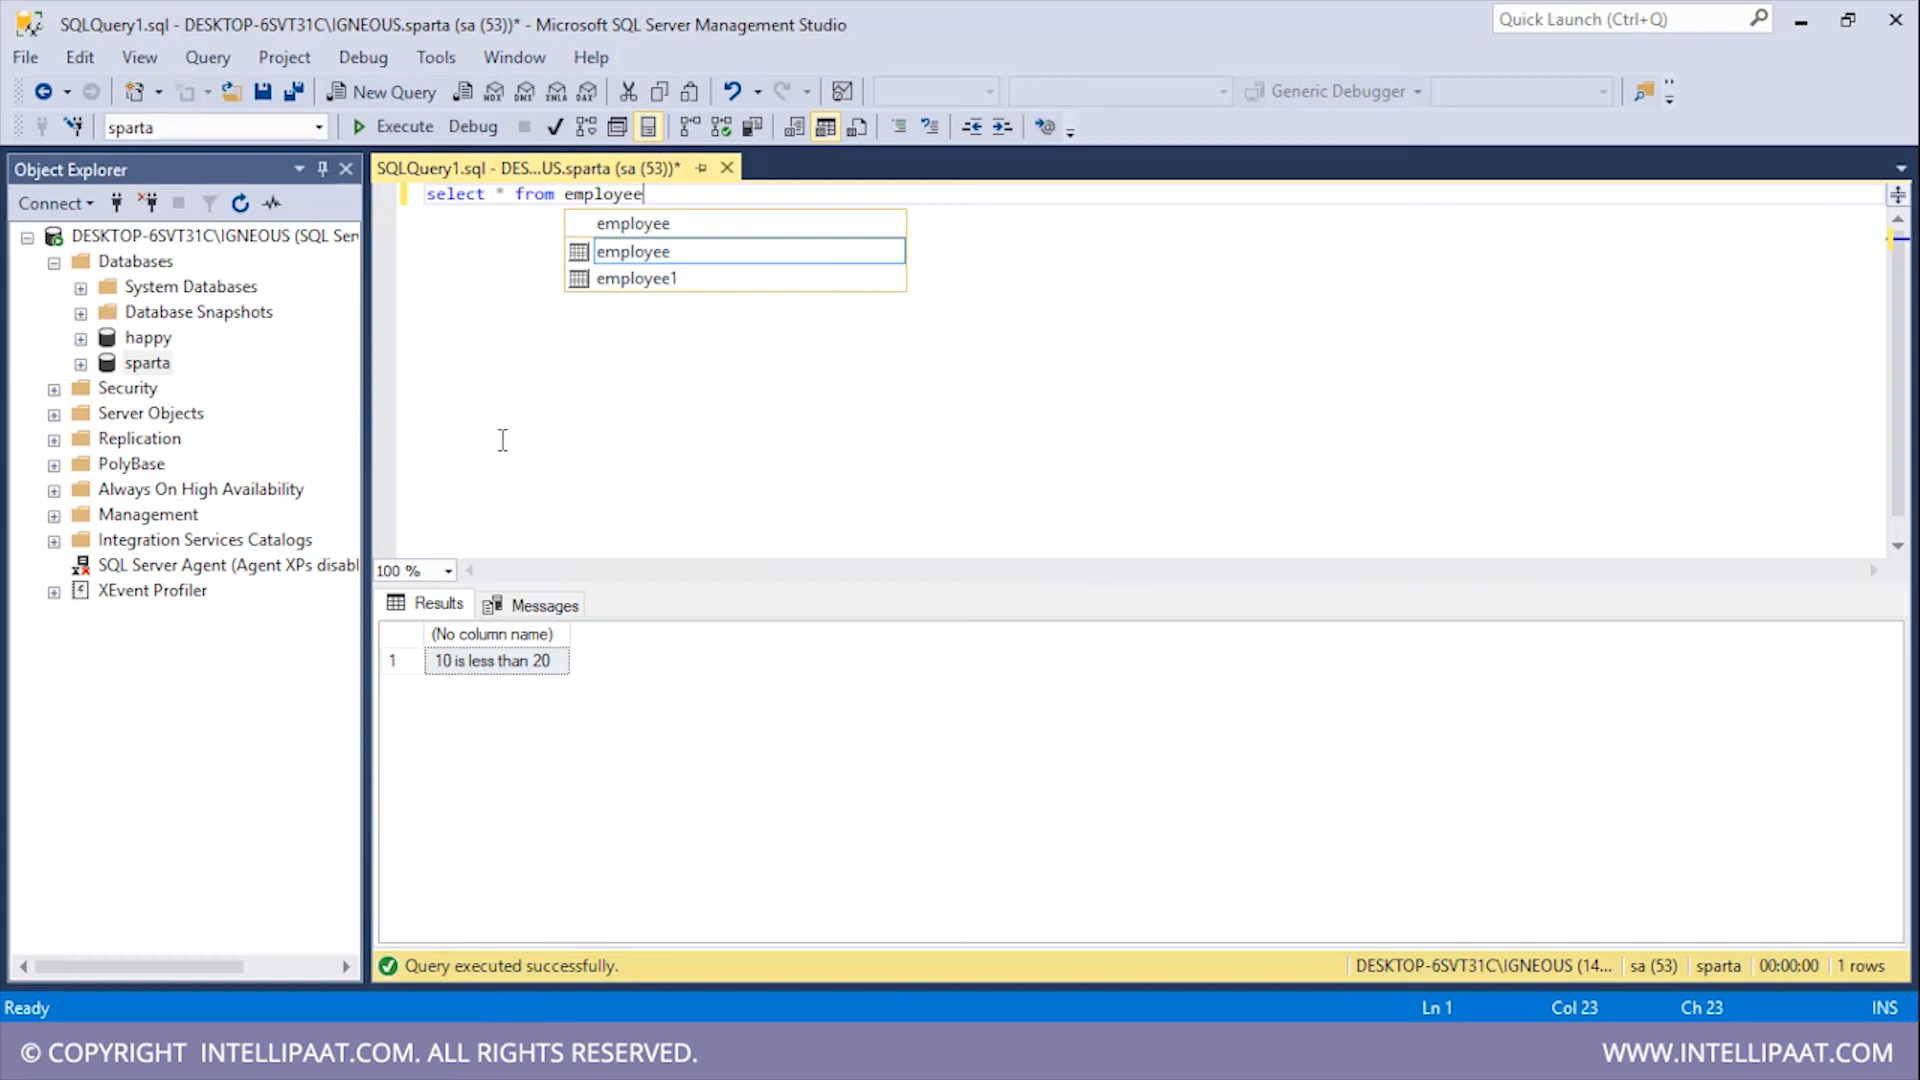 SQLQuery1.sql - DESKTOP-6SVT31C\IGNEOUS.sparta (sa (53))* - Microsoft SQL Server Management Studio
Quick Launch (Ctrl+Q)
File Edit View Query Project Debug Tools Window Help
New Query
MDX DMX XMLA DAX
Generic Debugger
sparta
Execute Debug
Object Explorer
SQLQuery1.sql - DES...US.sparta (sa (53))*
Connect
select * from employee
employee
employee
employee1
DESKTOP-6SVT31C\IGNEOUS (SQL Ser
Databases
System Databases
Database Snapshots
happy
sparta
Security
Server Objects
Replication
PolyBase
Always On High Availability
Management
Integration Services Catalogs
SQL Server Agent (Agent XPs disabl
XEvent Profiler
100 %
Results Messages
(No column name)
1 10 is less than 20
Query executed successfully.
DESKTOP-6SVT31C\IGNEOUS (14... sa (53) sparta 00:00:00 1 rows
Ready Ln 1 Col 23 Ch 23 INS
© COPYRIGHT INTELLIPAAT.COM. ALL RIGHTS RESERVED.
WWW.INTELLIPAAT.COM